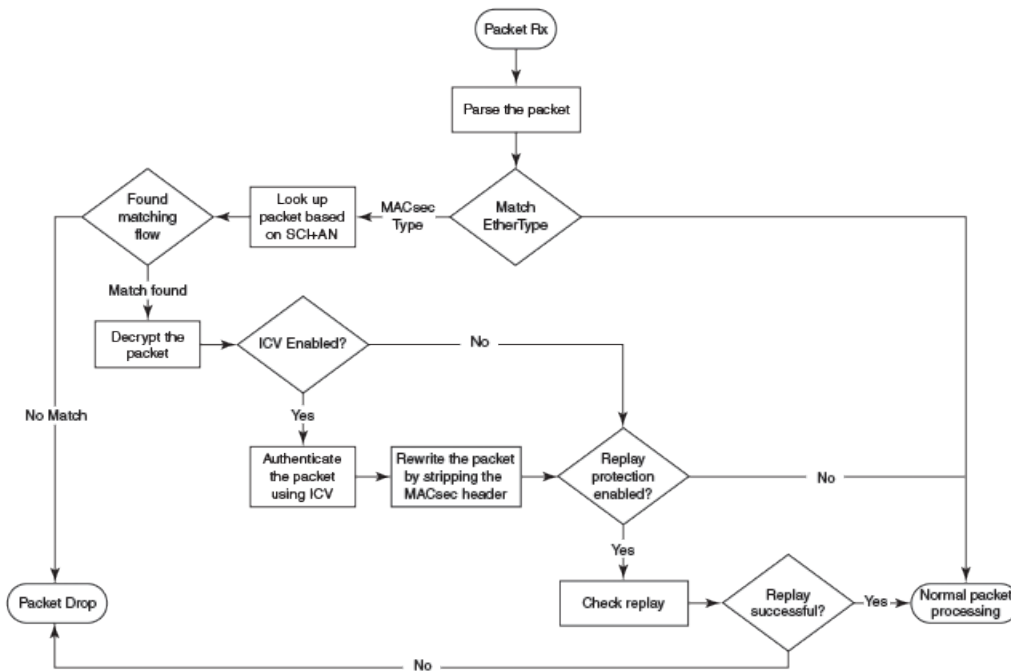 Packet Rx
Parse the packet
Match
EtherType
MACsec
Type
Look up
packet based
on SCI+AN
Found
matching
flow
Match found
Decrypt the
packet
ICV Enabled?
No
No Match
Yes
Authenticate
the packet
using ICV
Rewrite the packet
by stripping the
MACsec header
Replay
protection
enabled?
No
Yes
Packet Drop
Check replay
Replay
successful?
Yes
Normal packet
processing
No